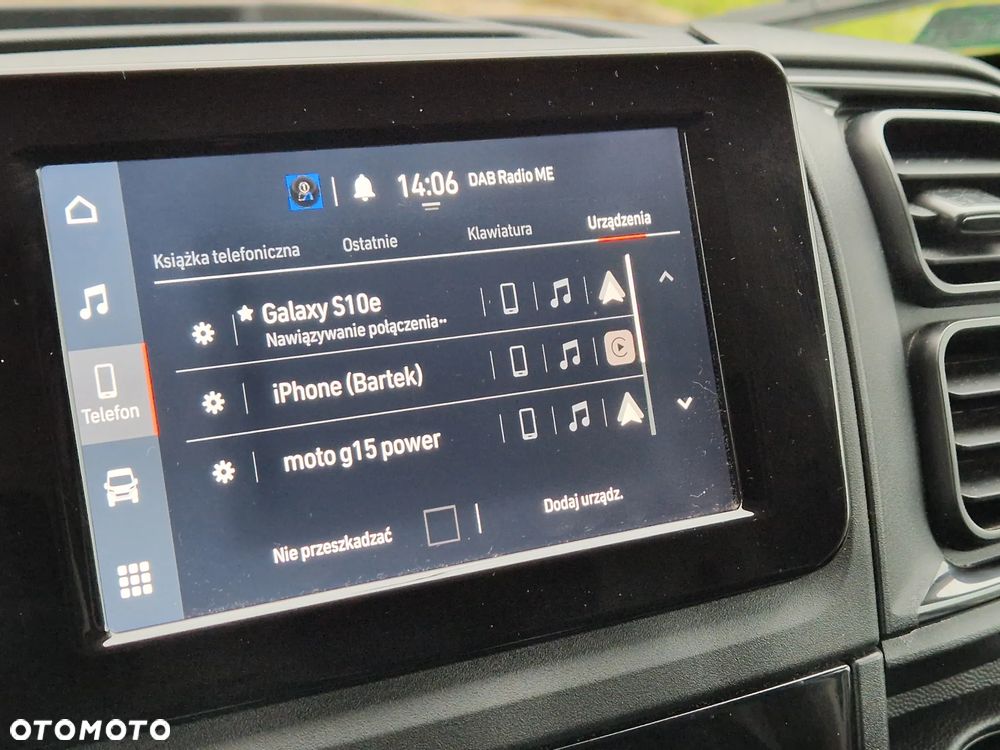 14:06 DAB Radio ME
Książka telefoniczna Ostatnie Klawiatura Urządzenia
Galaxy S10e
Nawiązywanie połączenia..
iPhone (Bartek)
Telefon
moto g15 power
Nie przeszkadzać Dodaj urządz.
OTOMOTO